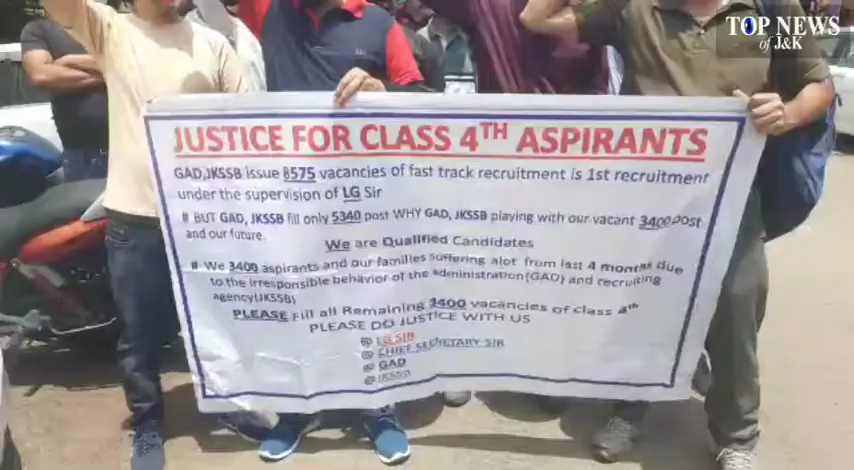 TOP NEWS
of J&K
JUSTICE FOR CLASS 4TH ASPIRANTS
GAD,JKSSB issue 8575 vacancies of fast track recruitment is 1st recruitment
under the supervision of LG Sir
# BUT GAD, JKSSB fill only 5340 post WHY GAD, JKSSB playing with our vacant 3400 post
and our future.
We are Qualified Candidates
# We 3400 aspirants and our families suffering alot from last 4 months due
to the irresponsible behavior of the administration(GAD) and recruiting
agency(JKSSB)
PLEASE Fill all Remaining 3400 vacancies of class 4th
PLEASE DO JUSTICE WITH US
@ LG SIR
@ CHIEF SECRETARY SIR
@ GAD
@ JKSSB